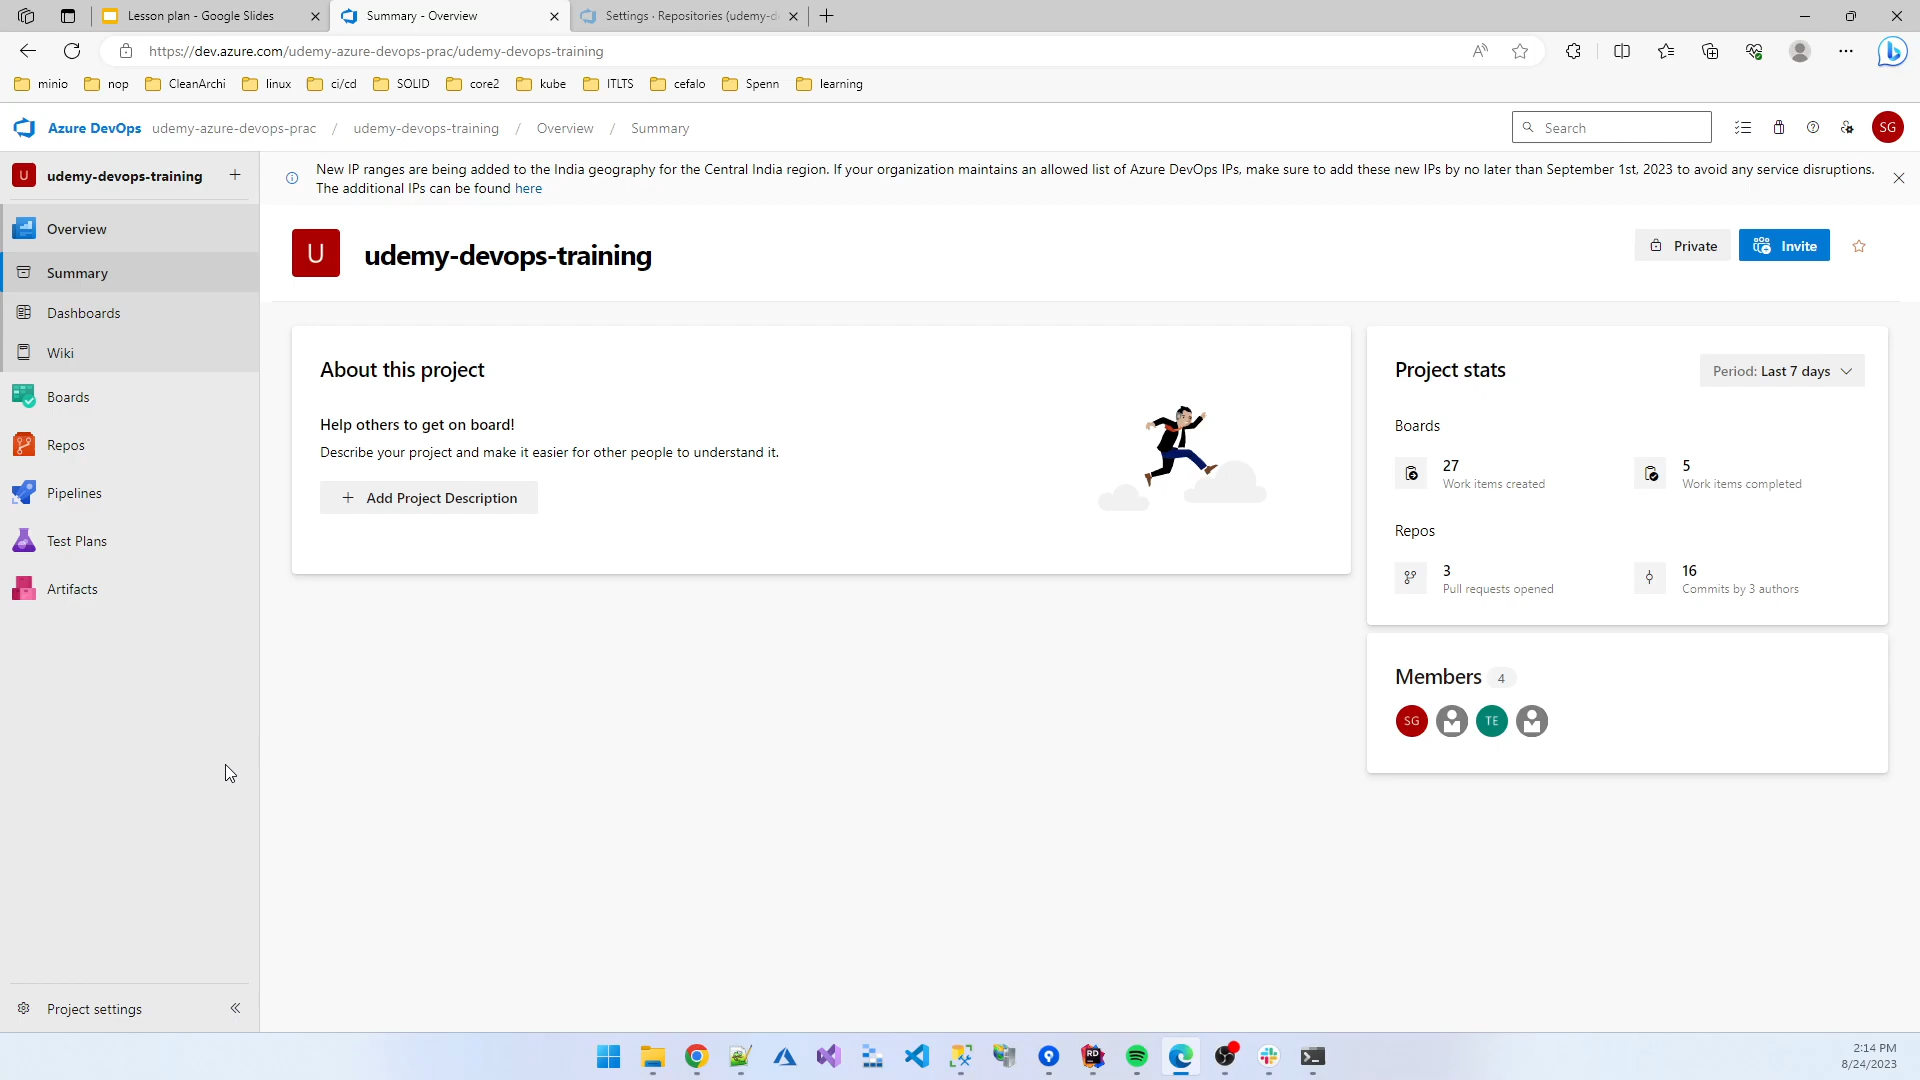 Lesson plan - Google Slides
Summary - Overview
Settings · Repositories (udemy-d
https://dev.azure.com/udemy-azure-devops-prac/udemy-devops-training
minio
nop
CleanArchi
linux
ci/cd
SOLID
core2
kube
ITLTS
cefalo
Spenn
learning
Azure DevOps udemy-azure-devops-prac / udemy-devops-training / Overview / Summary
Search
SG
U udemy-devops-training
New IP ranges are being added to the India geography for the Central India region. If your organization maintains an allowed list of Azure DevOps IPs, make sure to add these new IPs by no later than September 1st, 2023 to avoid any service disruptions.
The additional IPs can be found here
Overview
Summary
Dashboards
Wiki
Boards
Repos
Pipelines
Test Plans
Artifacts
Project settings
U udemy-devops-training
Private
Invite
About this project
Help others to get on board!
Describe your project and make it easier for other people to understand it.
Add Project Description
Project stats
Period: Last 7 days
Boards
27
Work items created
5
Work items completed
Repos
3
Pull requests opened
16
Commits by 3 authors
Members 4
SG
TE
RD
2:14 PM
8/24/2023